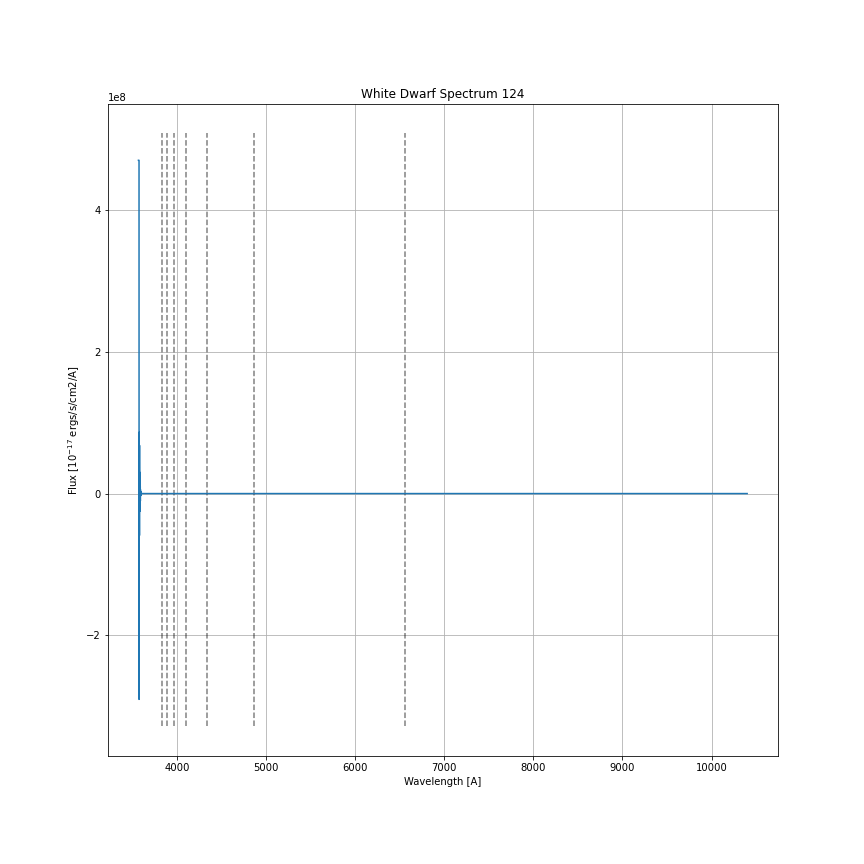 White Dwarf Spectrum 124
1e8
4
2
0
−2
Flux [10⁻¹⁷ ergs/s/cm2/A]
4000 5000 6000 7000 8000 9000 10000
Wavelength [A]